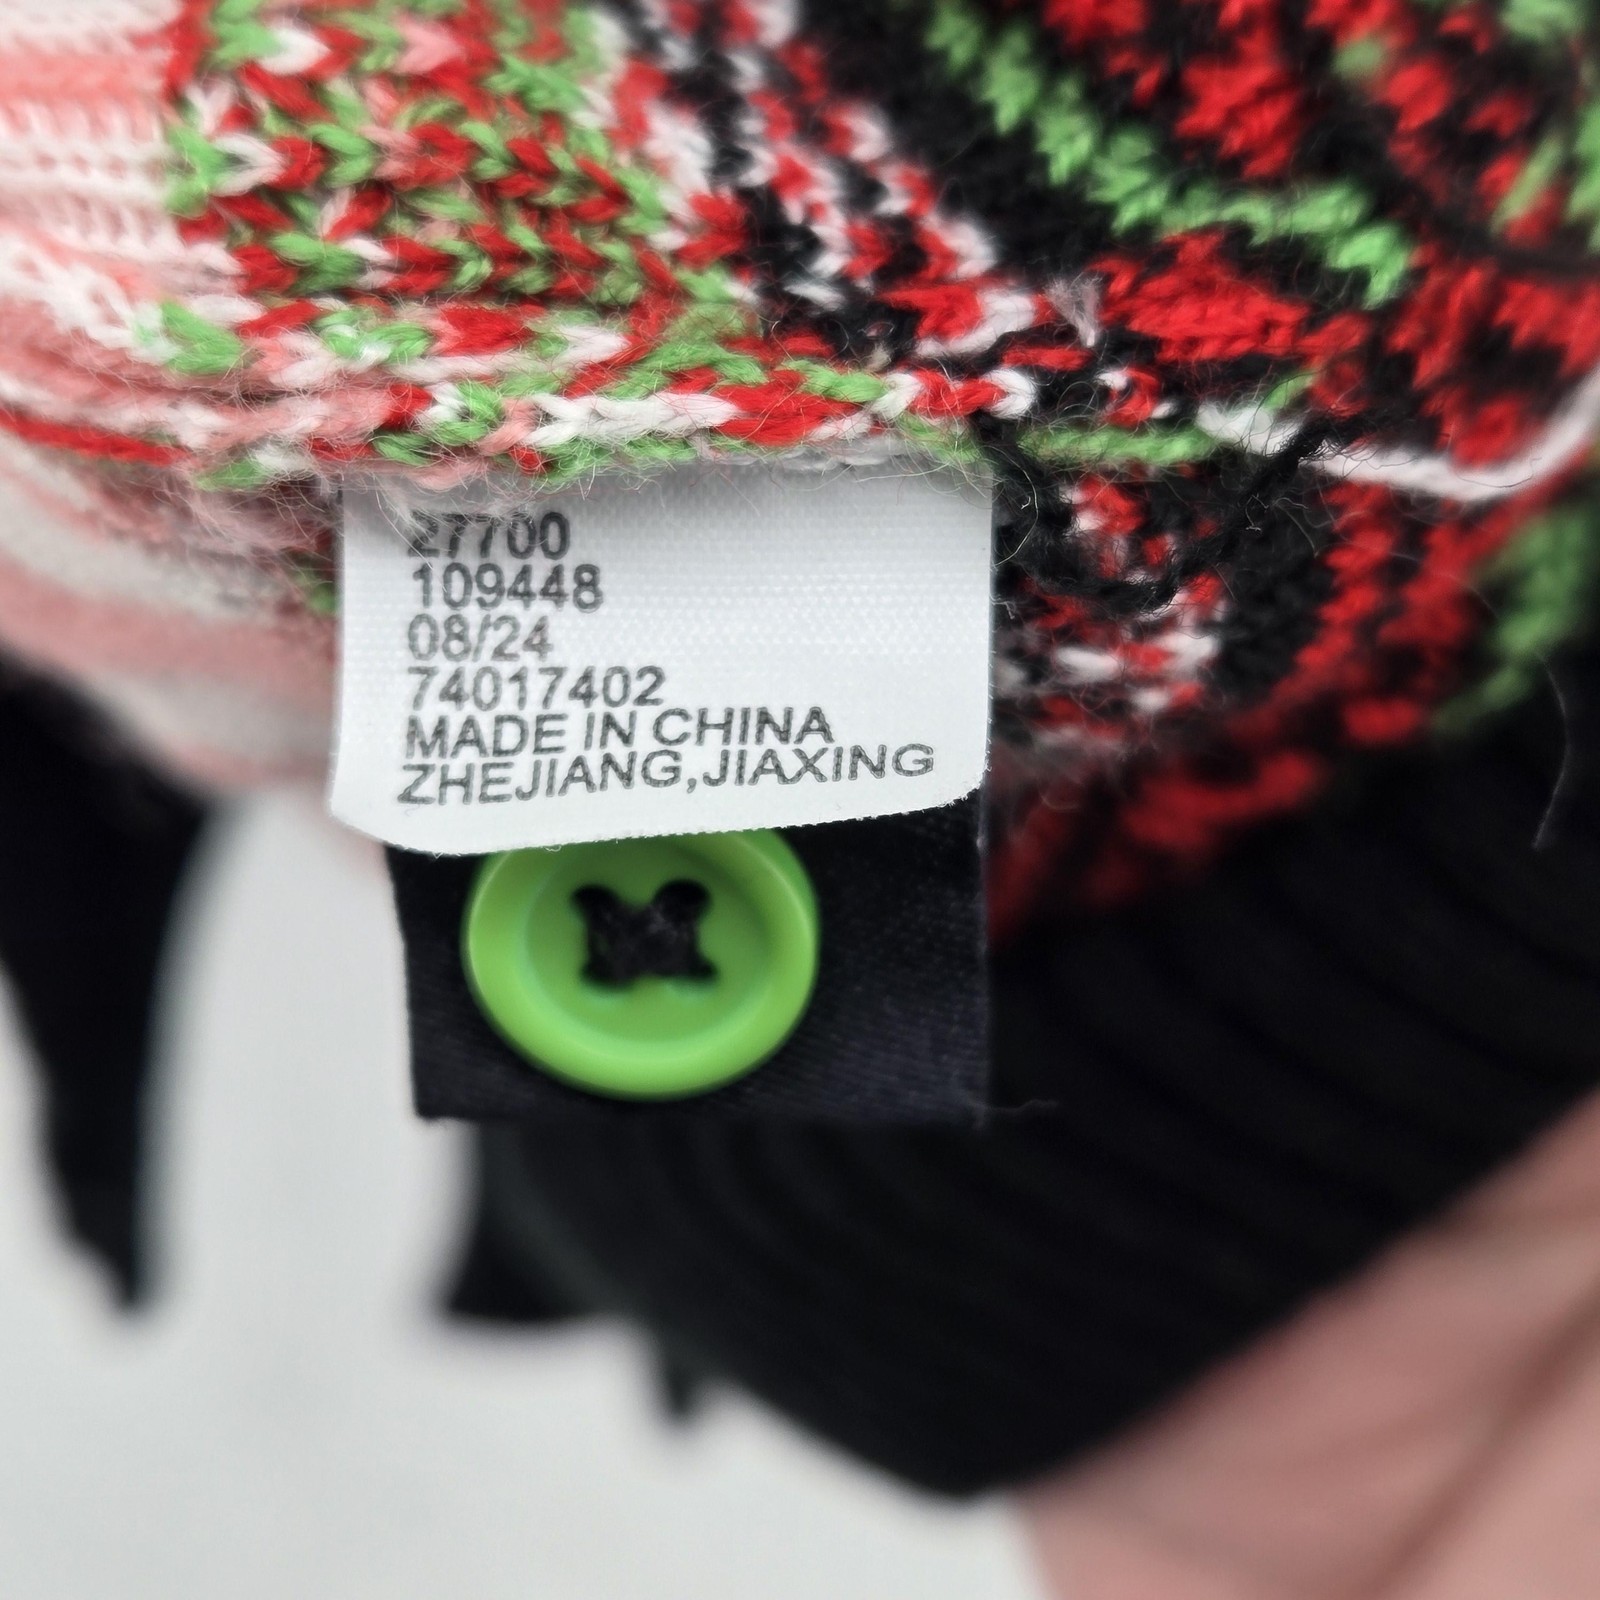 27700
109448
08/24
74017402
MADE IN CHINA
ZHEJIANG,JIAXING